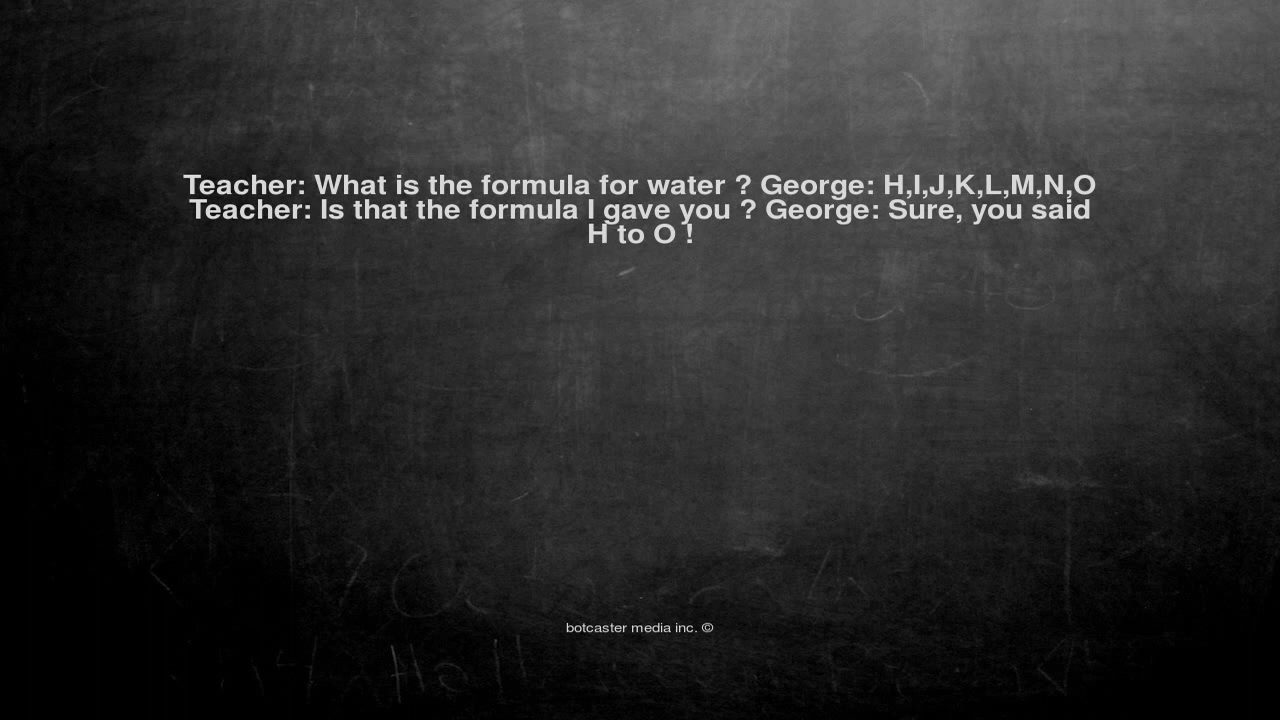 Teacher: What is the formula for water ? George: H,I,J,K,L,M,N,O
Teacher: Is that the formula I gave you ? George: Sure, you said
H to O !
botcaster media inc. ©